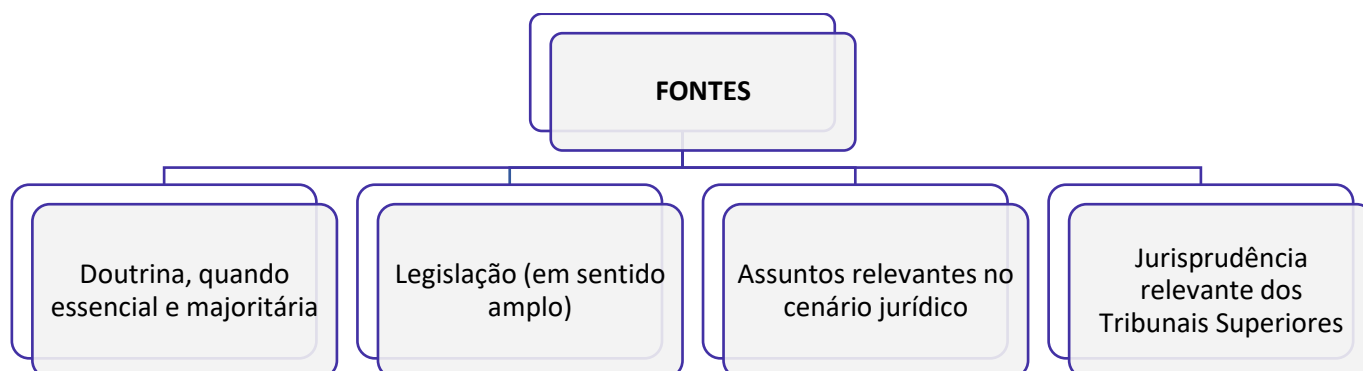 FONTES
Doutrina, quando
essencial e majoritária
Legislação (em sentido
amplo)
Assuntos relevantes no
cenário jurídico
Jurisprudência
relevante dos
Tribunais Superiores